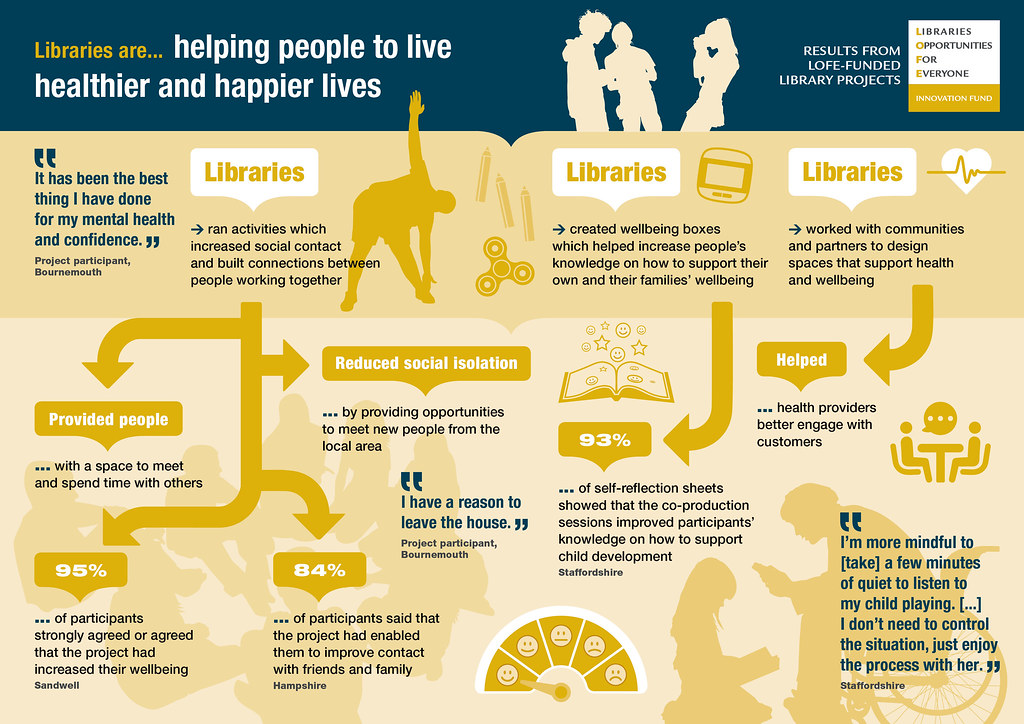 Libraries are... helping people to live
healthier and happier lives
RESULTS FROM
LOFE-FUNDED
LIBRARY PROJECTS
LIBRARIES
OPPORTUNITIES
FOR
EVERYONE
INNOVATION FUND
“
It has been the best
thing I have done
for my mental health
and confidence. ”
Project participant,
Bournemouth
Libraries
→ ran activities which
increased social contact
and built connections between
people working together
Libraries
→ created wellbeing boxes
which helped increase people’s
knowledge on how to support their
own and their families’ wellbeing
Libraries
→ worked with communities
and partners to design
spaces that support health
and wellbeing
Provided people
... with a space to meet
and spend time with others
Reduced social isolation
... by providing opportunities
to meet new people from the
local area
“
I have a reason to
leave the house. ”
Project participant,
Bournemouth
95%
... of participants
strongly agreed or agreed
that the project had
increased their wellbeing
Sandwell
84%
... of participants said that
the project had enabled
them to improve contact
with friends and family
Hampshire
93%
... of self-reflection sheets
showed that the co-production
sessions improved participants’
knowledge on how to support
child development
Staffordshire
Helped
... health providers
better engage with
customers
“
I’m more mindful to
[take] a few minutes
of quiet to listen to
my child playing. [...]
I don’t need to control
the situation, just enjoy
the process with her. ”
Staffordshire